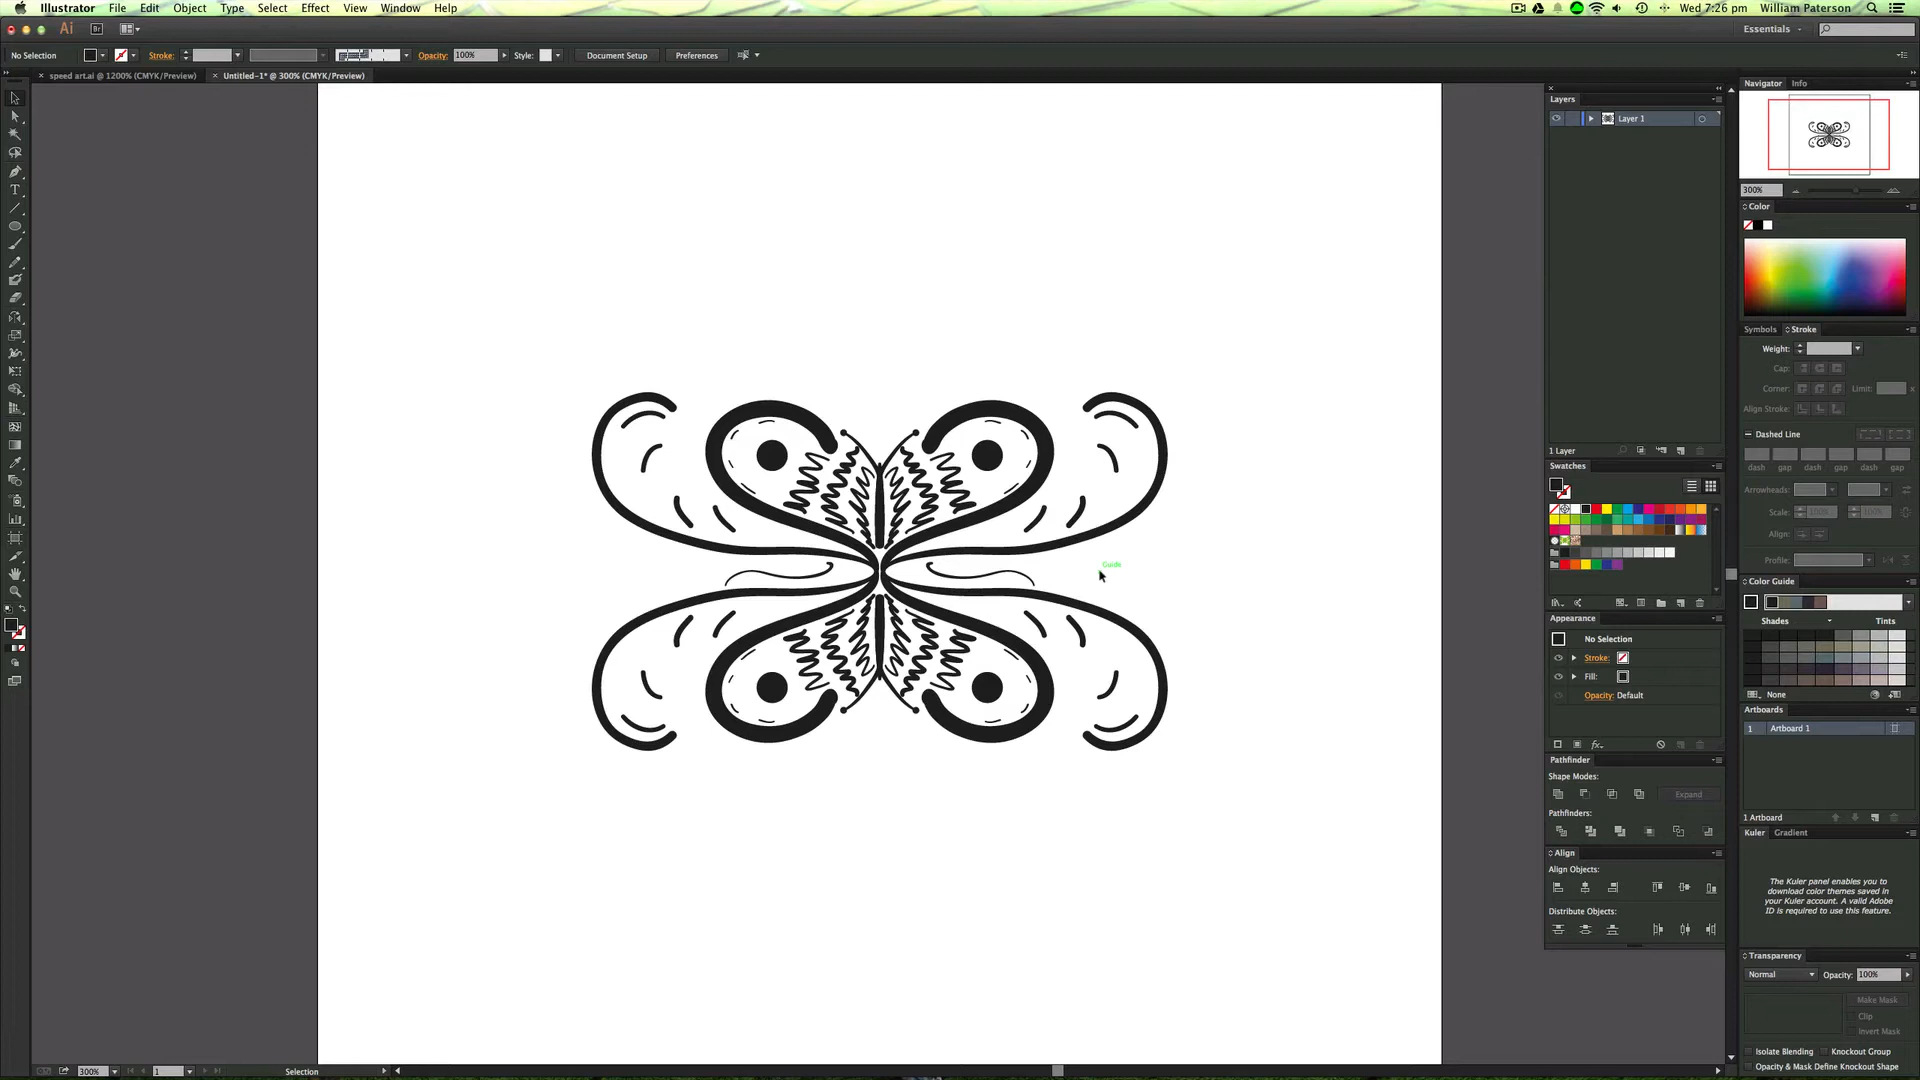 Illustrator File Edit Object Type Select Effect View Window Help
Wed 7:26 pm William Paterson
Ai Br
Essentials
No Selection
Stroke:
Opacity: 100%
Style:
Document Setup
Preferences
speed art.ai @ 1200% (CMYK/Preview)
Untitled-1* @ 300% (CMYK/Preview)
Layers
Layer 1
1 Layer
Guide
Swatches
Appearance
No Selection
Stroke:
Fill:
Opacity: Default
fx
Pathfinder
Shape Modes:
Expand
Pathfinders:
Align
Align Objects:
Distribute Objects:
Navigator Info
300%
Color
Symbols Stroke
Weight:
Cap:
Corner: Limit: x
Align Stroke:
Dashed Line
dash gap dash gap dash gap
Arrowheads:
Scale: 100% 100%
Align:
Profile:
Color Guide
Shades Tints
None
Artboards
1 Artboard 1
1 Artboard
Kuler Gradient
The Kuler panel enables you to
download color themes saved in
your Kuler account. A valid Adobe
ID is required to use this feature.
Transparency
Normal Opacity: 100%
Make Mask
Clip
Invert Mask
Isolate Blending Knockout Group
Opacity & Mask Define Knockout Shape
300% 1 Selection